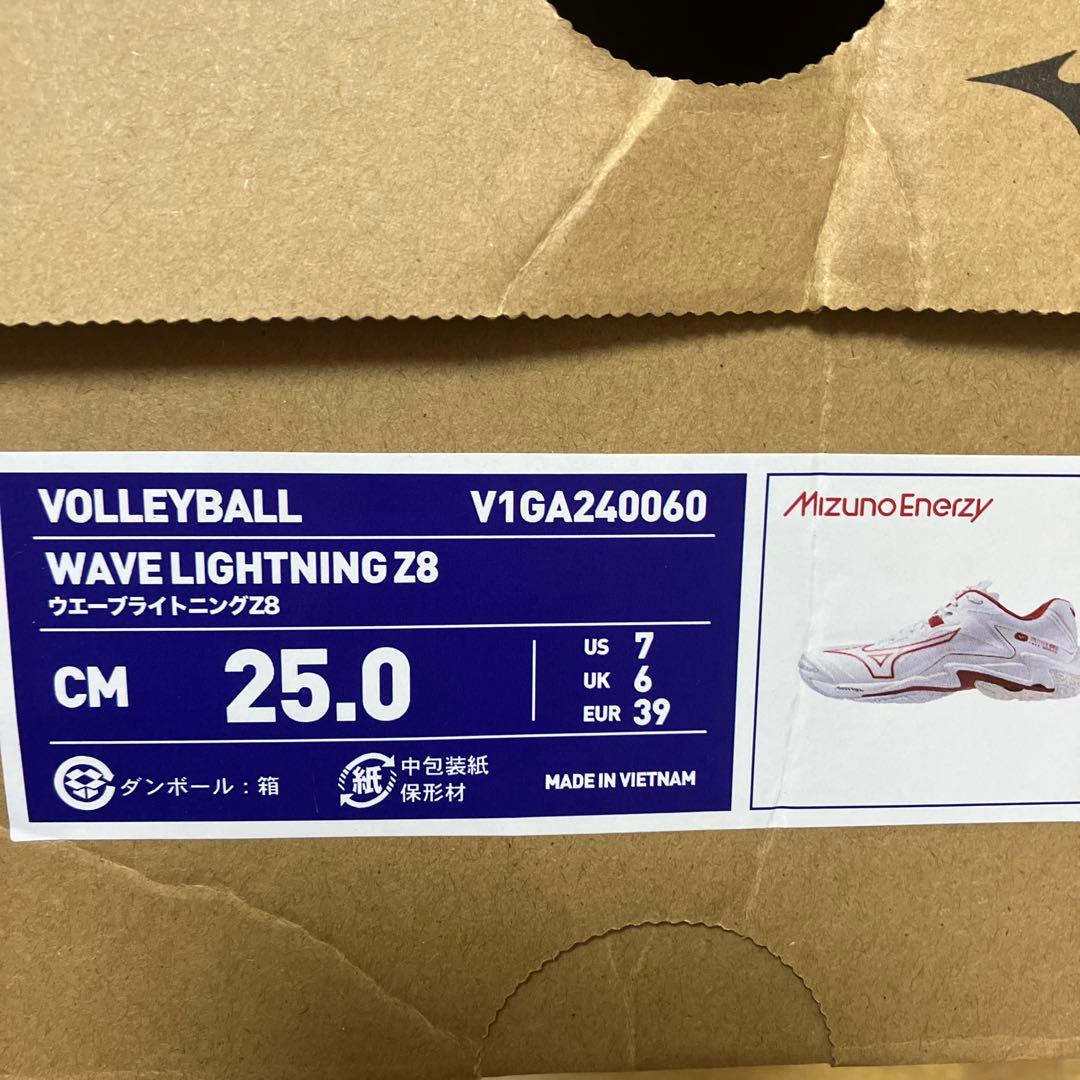 VOLLEYBALL V1GA240060
WAVE LIGHTNING Z8
ウエーブライトニングZ8
CM 25.0
US 7
UK 6
EUR 39
ダンボール：箱
紙
中包装紙
保形材
MADE IN VIETNAM
MizunoEnerzy